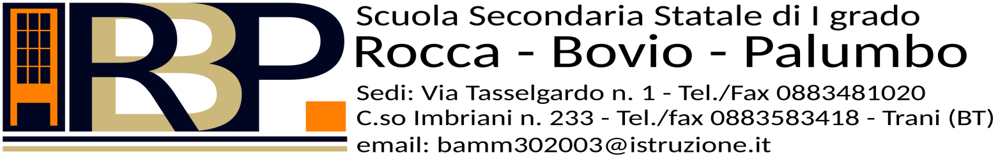 RBP.
Scuola Secondaria Statale di I grado
Rocca - Bovio - Palumbo
Sedi: Via Tasselgardo n. 1 - Tel./Fax 0883481020
C.so Imbriani n. 233 - Tel./fax 0883583418 - Trani (BT)
email: bamm302003@istruzione.it